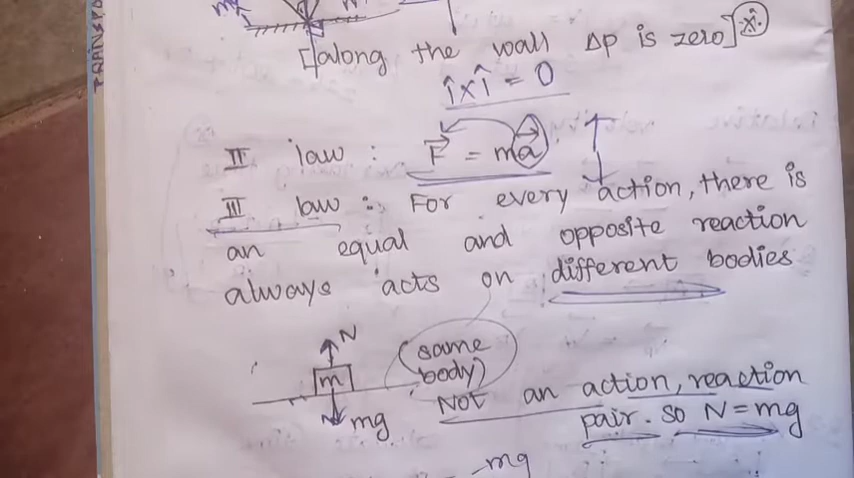 TRANSPO
[along the wall Δp is zero]
î×î = 0
II law : F⃗ = ma⃗
III law : For every action, there is
an equal and opposite reaction
always acts on different bodies
N
m
mg
(same
body)
Not an action, reaction
pair. so N = mg
mg